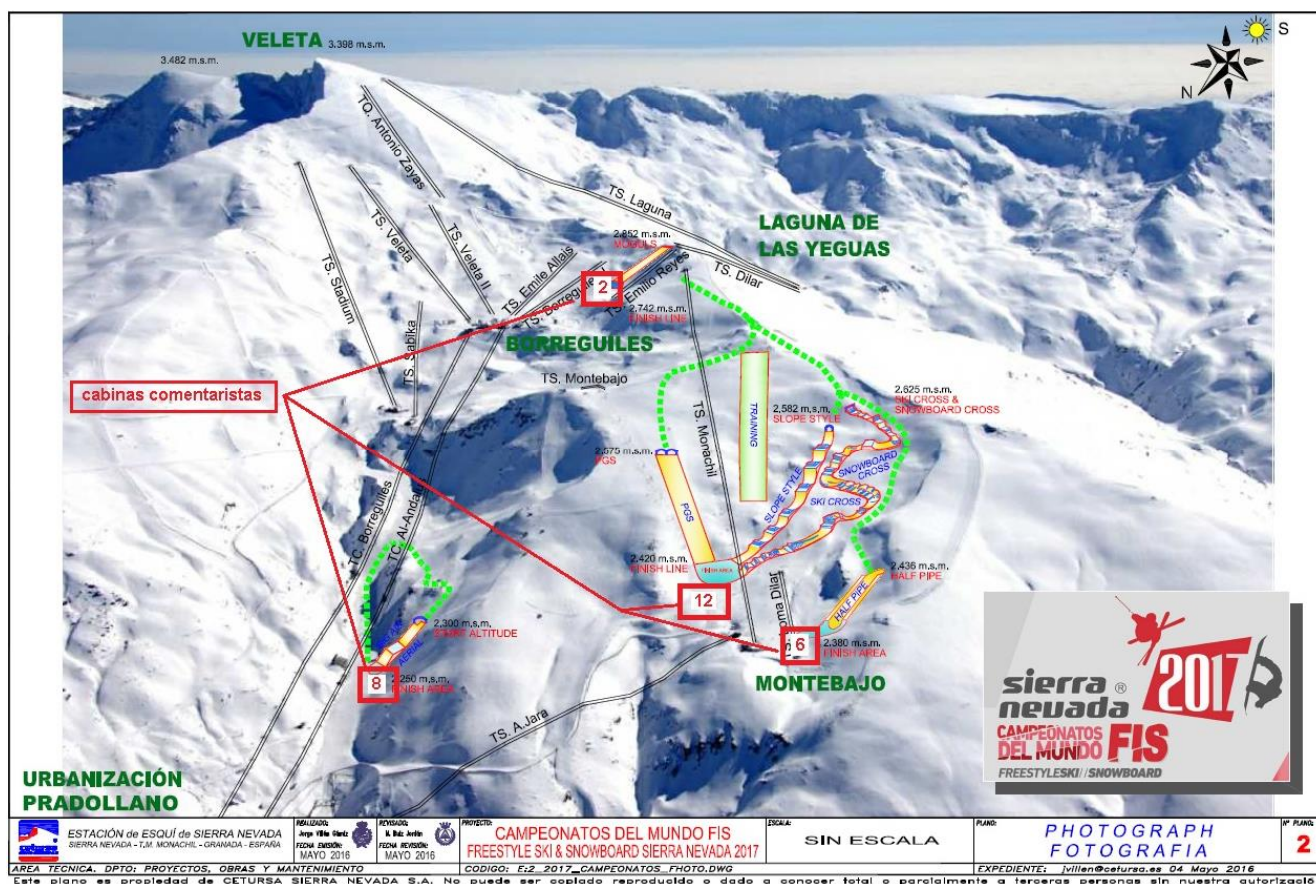 VELETA 3.398 m.s.m.
3.482 m.s.m.
S
N
TQ. Antonio Zayas
TS. Laguna
LAGUNA DE
LAS YEGUAS
2.852 m.s.m.
MOGULS
TS. Veleta
TS. Veleta II
TS. Emile Allais
TS. Stadium
TS. Dilar
2
TS. Emilio Reyes
2.742 m.s.m.
FINISH LINE
BORREGUILES
TS. Sabika
TS. Montebajo
cabinas comentaristas
TS. Monachil
TRAINING
2.625 m.s.m.
SKI CROSS &
SNOWBOARD CROSS
2,582 m.s.m.
SLOPE STYLE
2.575 m.s.m.
PGS
SNOWBOARD
CROSS
SLOPE STYLE
SKI CROSS
PGS
TC. Borreguiles
2,420 m.s.m.
FINISH LINE
FINISH AREA
2,436 m.s.m.
HALF PIPE
HALF PIPE
12
2,300 m.s.m.
START ALTITUDE
AERIAL
6
2.380 m.s.m.
FINISH AREA
8
2.250 m.s.m.
FINISH AREA
MONTEBAJO
TS. A.Jara
URBANIZACIÓN
PRADOLLANO
sierra ®
nevada
2017
CAMPEONATOS
DEL MUNDO FIS
FREESTYLESKI//SNOWBOARD
ESTACIÓN de ESQUÍ de SIERRA NEVADA
SIERRA NEVADA - T,M. MONACHIL - GRANADA - ESPAÑA
REALIZADO:
FECHA EMISIÓN:
MAYO 2016
REVISADO:
FECHA REVISIÓN:
MAYO 2016
PROYECTO:
CAMPEONATOS DEL MUNDO FIS
FREESTYLE SKI & SNOWBOARD SIERRA NEVADA 2017
ESCALA:
SIN ESCALA
PLANO:
PHOTOGRAPH
FOTOGRAFIA
Nº PLANO:
2
AREA TECNICA. DPTO: PROYECTOS, OBRAS Y MANTENIMIENTO
CODIGO: E:2_2017_CAMPEONATOS_FHOTO.DWG
EXPEDIENTE: jvillen@cetursa.es 04 Mayo 2016
Este plano es propiedad de CETURSA SIERRA NEVADA S.A. No puede ser copiado reproducido o dado a conocer total o parcialmente a terceras personas sin nuestra